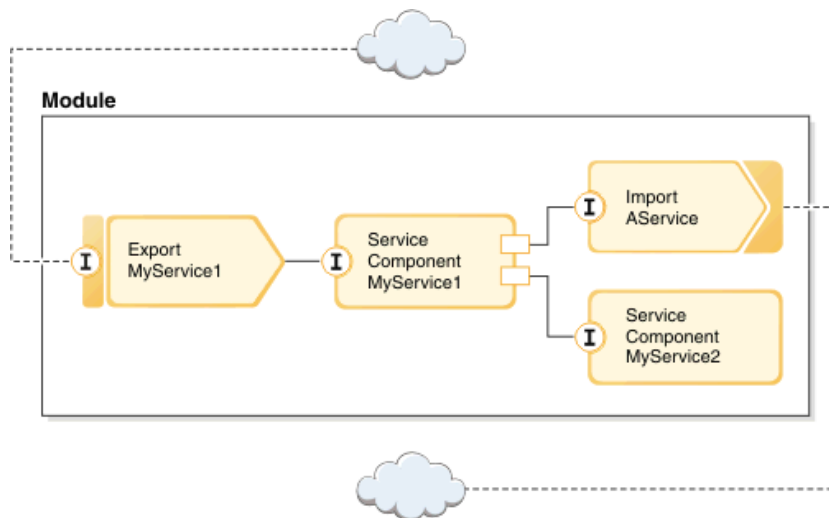 Module
I
Export
MyService1
I
Service
Component
MyService1
I
Import
AService
I
Service
Component
MyService2